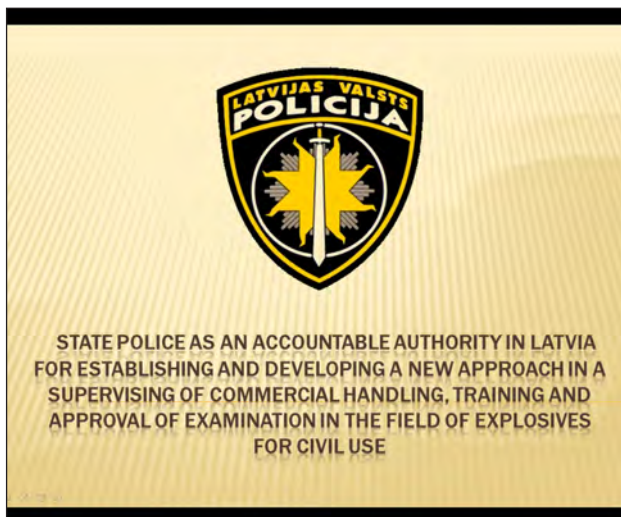 LATVIJAS VALSTS
POLICIJA
STATE POLICE AS AN ACCOUNTABLE AUTHORITY IN LATVIA
FOR ESTABLISHING AND DEVELOPING A NEW APPROACH IN A
SUPERVISING OF COMMERCIAL HANDLING, TRAINING AND
APPROVAL OF EXAMINATION IN THE FIELD OF EXPLOSIVES
FOR CIVIL USE